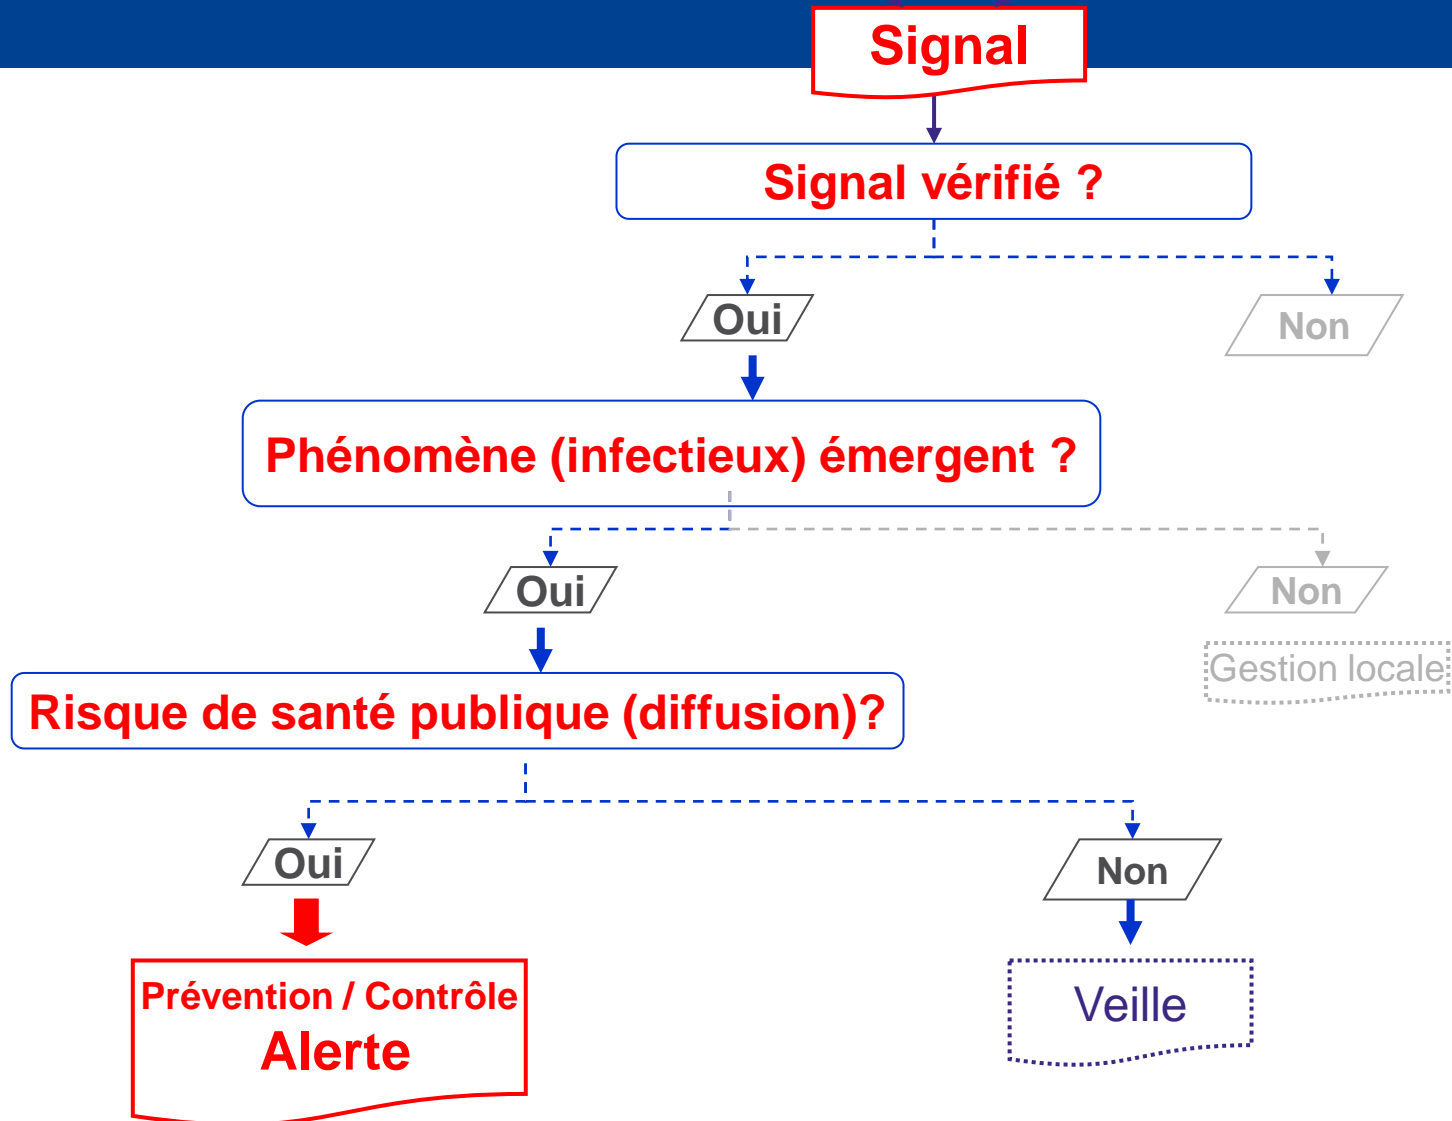 Signal
Signal vérifié ?
Oui
Non
Phénomène (infectieux) émergent ?
Oui
Non
Gestion locale
Risque de santé publique (diffusion)?
Oui
Non
Prévention / Contrôle
Alerte
Veille